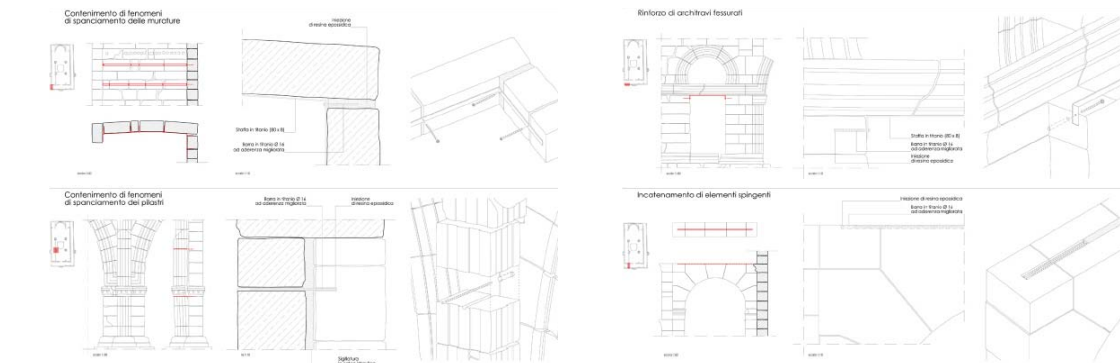 Contenimento di fenomeni
di spanciamento delle murature
Iniezione
di resina epossidica
Staffa in titanio (80 x 8)
Barra in titanio Ø 16
ad aderenza migliorata
Rinforzo di architravi fessurati
Staffa in titanio (80 x 8)
Barra in titanio Ø 16
ad aderenza migliorata
Iniezione
di resina epossidica
Contenimento di fenomeni
di spanciamento dei pilastri
Barra in titanio Ø 16
ad aderenza migliorata
Iniezione
di resina epossidica
Sigillatura
Incatenamento di elementi spingenti
Iniezione di resina epossidica
Barra in titanio Ø 16
ad aderenza migliorata